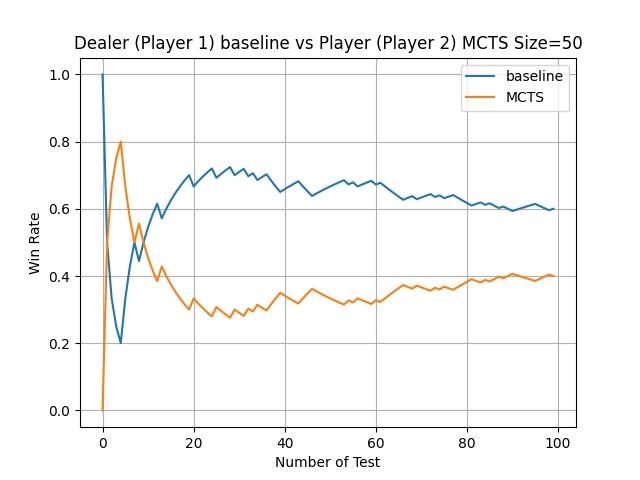 Dealer (Player 1) baseline vs Player (Player 2) MCTS Size=50
baseline
MCTS
1.0
0.8
0.6
0.4
0.2
0.0
Win Rate
0 20 40 60 80 100
Number of Test